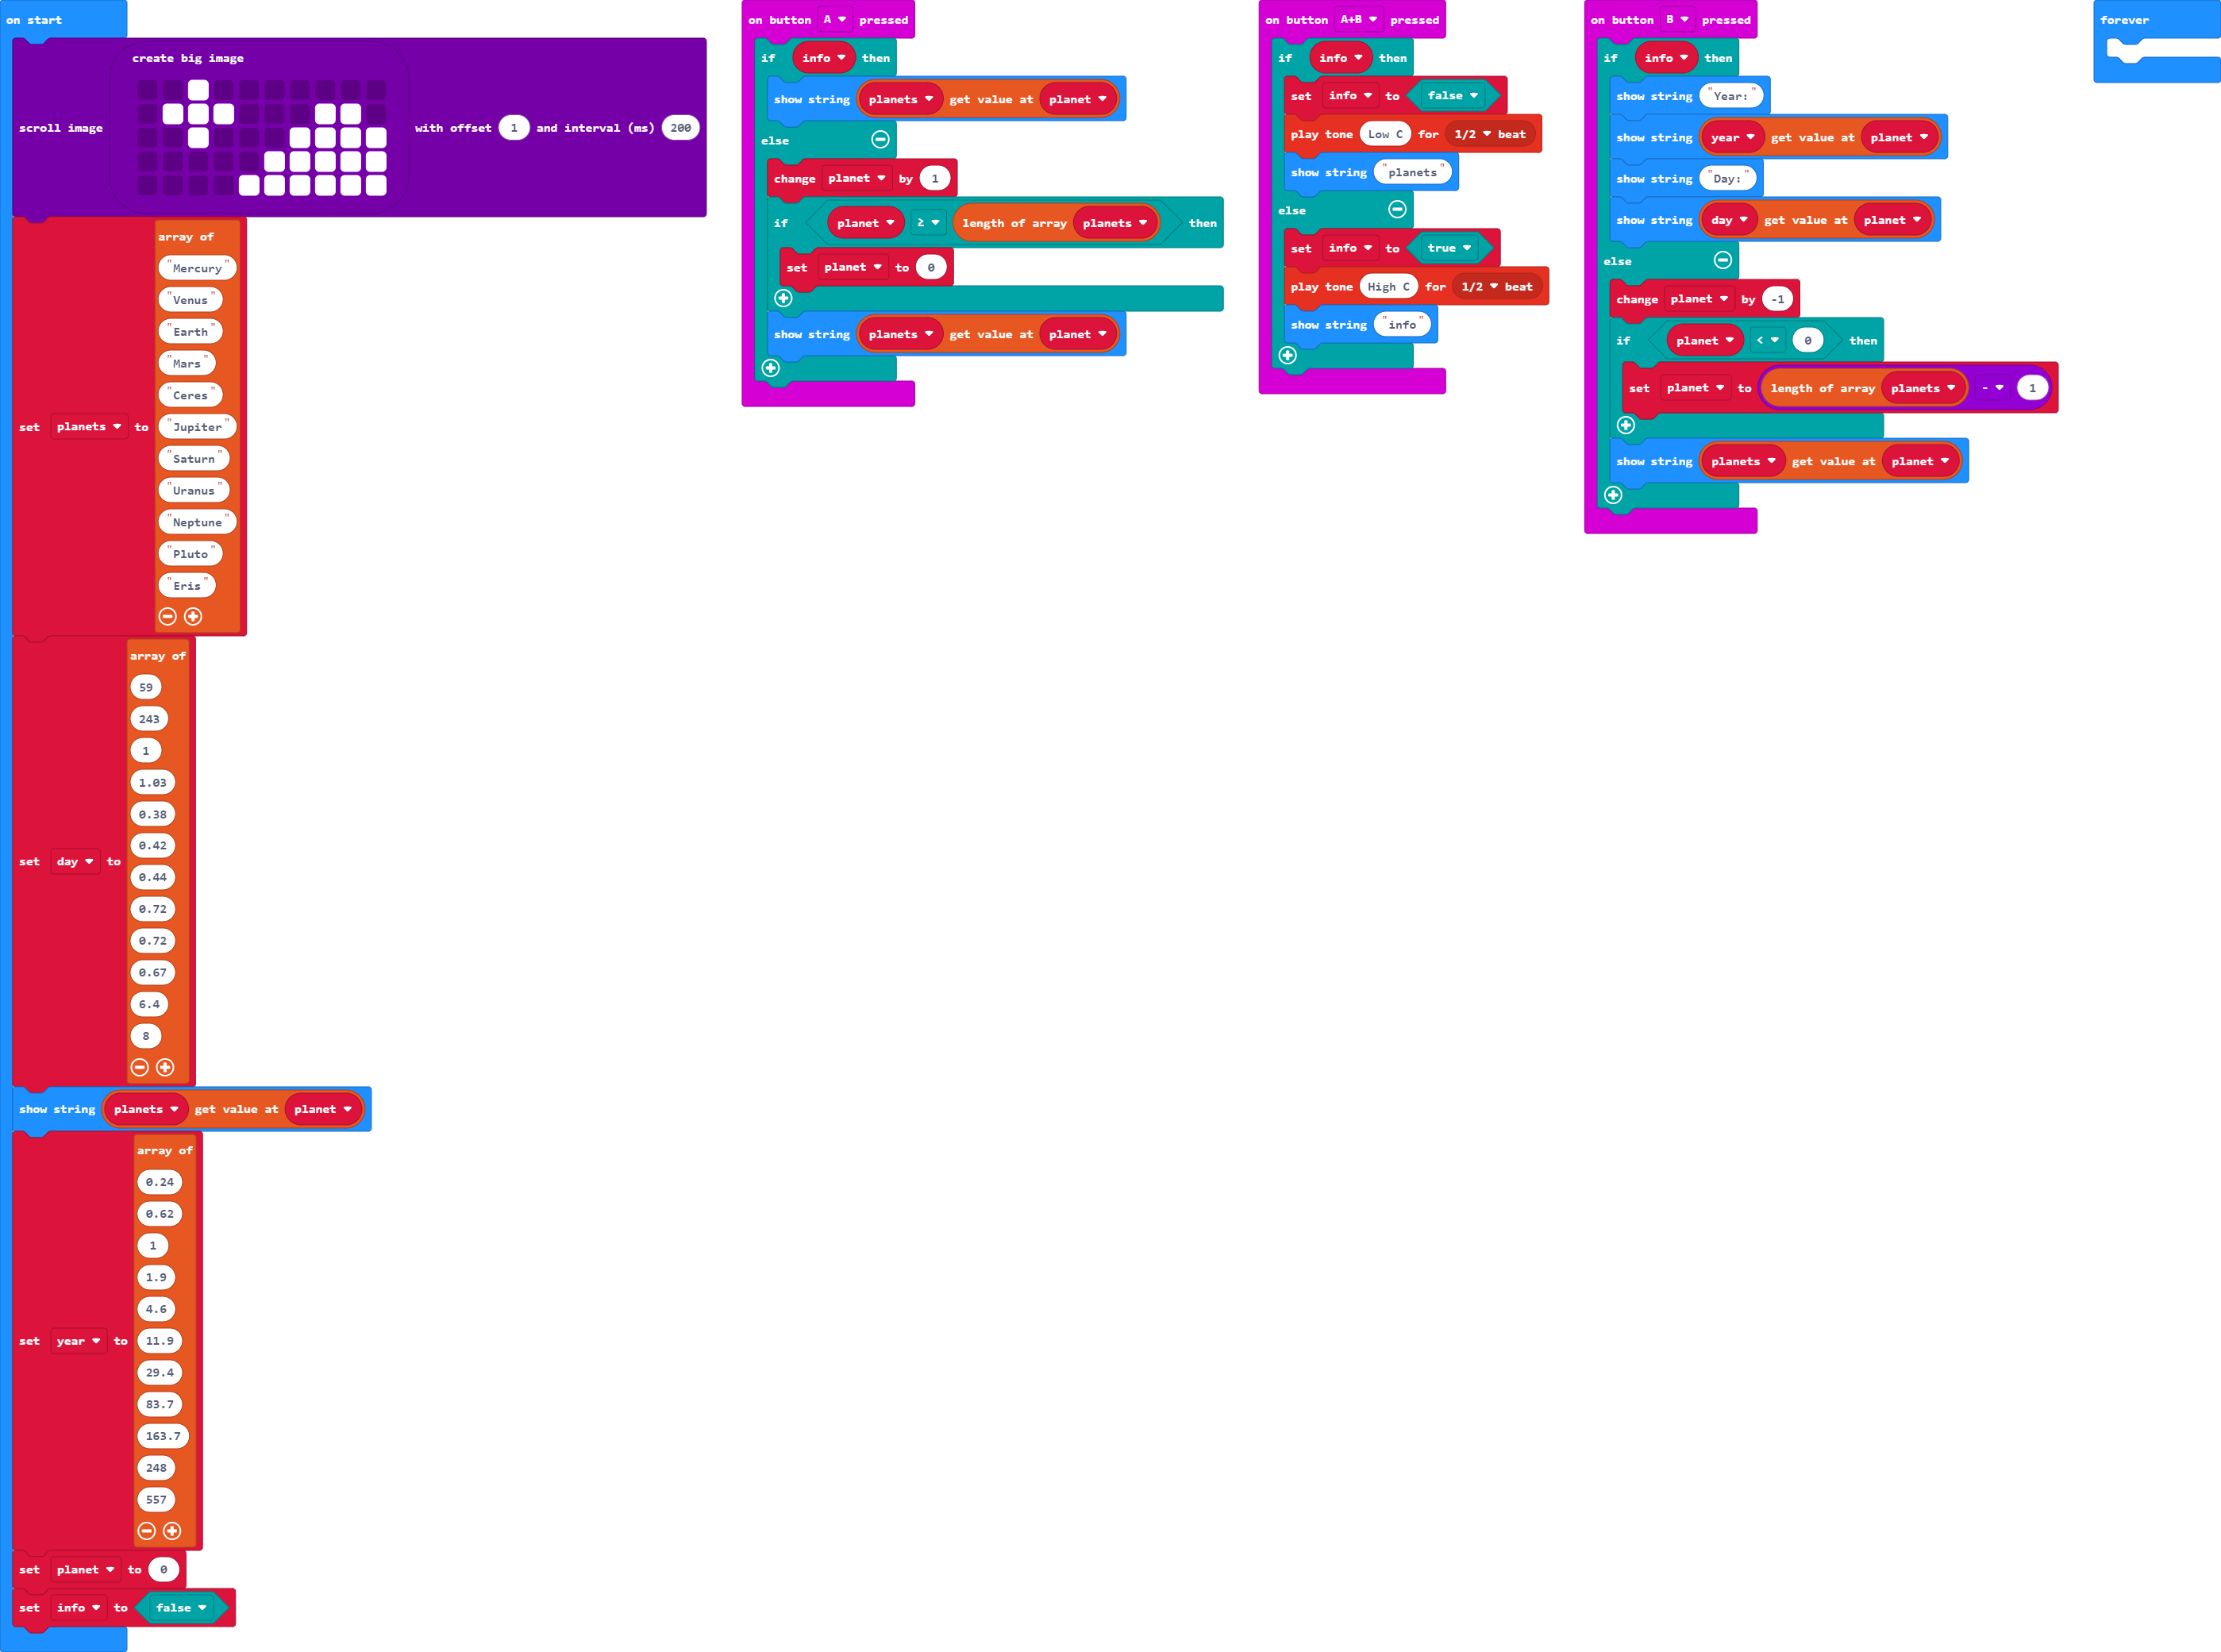 on start
create big image
scroll image with offset 1 and interval (ms) 200
array of
"Mercury"
"Venus"
"Earth"
"Mars"
"Ceres"
"Jupiter"
"Saturn"
"Uranus"
"Neptune"
"Pluto"
"Eris"
set planets to
array of
59
243
1
1.03
0.38
0.42
0.44
0.72
0.72
0.67
6.4
8
set day to
show string planets get value at planet
array of
0.24
0.62
1
1.9
4.6
11.9
29.4
83.7
163.7
248
557
set year to
set planet to 0
set info to false
on button A pressed
if info then
show string planets get value at planet
else
change planet by 1
if planet ≥ length of array planets then
set planet to 0
show string planets get value at planet
on button A+B pressed
if info then
set info to false
play tone Low C for 1/2 beat
show string "planets"
else
set info to true
play tone High C for 1/2 beat
show string "info"
on button B pressed
if info then
show string "Year:"
show string year get value at planet
show string "Day:"
show string day get value at planet
else
change planet by -1
if planet < 0 then
set planet to length of array planets - 1
show string planets get value at planet
forever